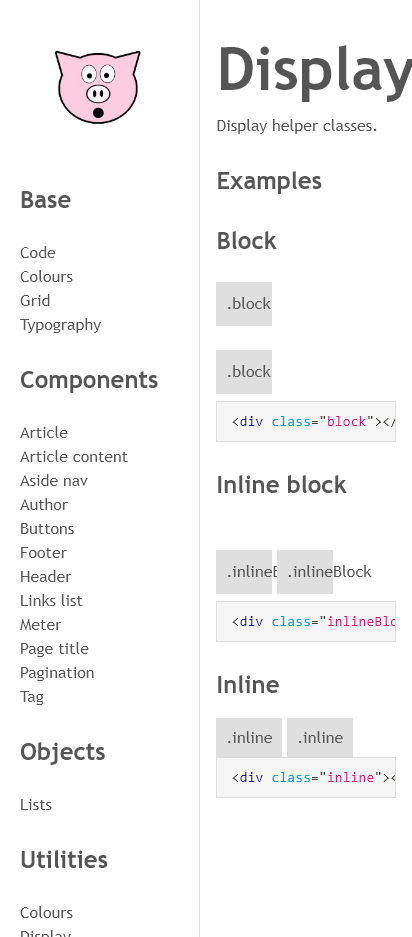 Base
Code
Colours
Grid
Typography
Components
Article
Article content
Aside nav
Author
Buttons
Footer
Header
Links list
Meter
Page title
Pagination
Tag
Objects
Lists
Utilities
Colours
Display
Display
Display helper classes.
Examples
Block
.block
.block
<div class="block"></
Inline block
.inlineB .inlineBlock
<div class="inlineBlo
Inline
.inline .inline
<div class="inline"><